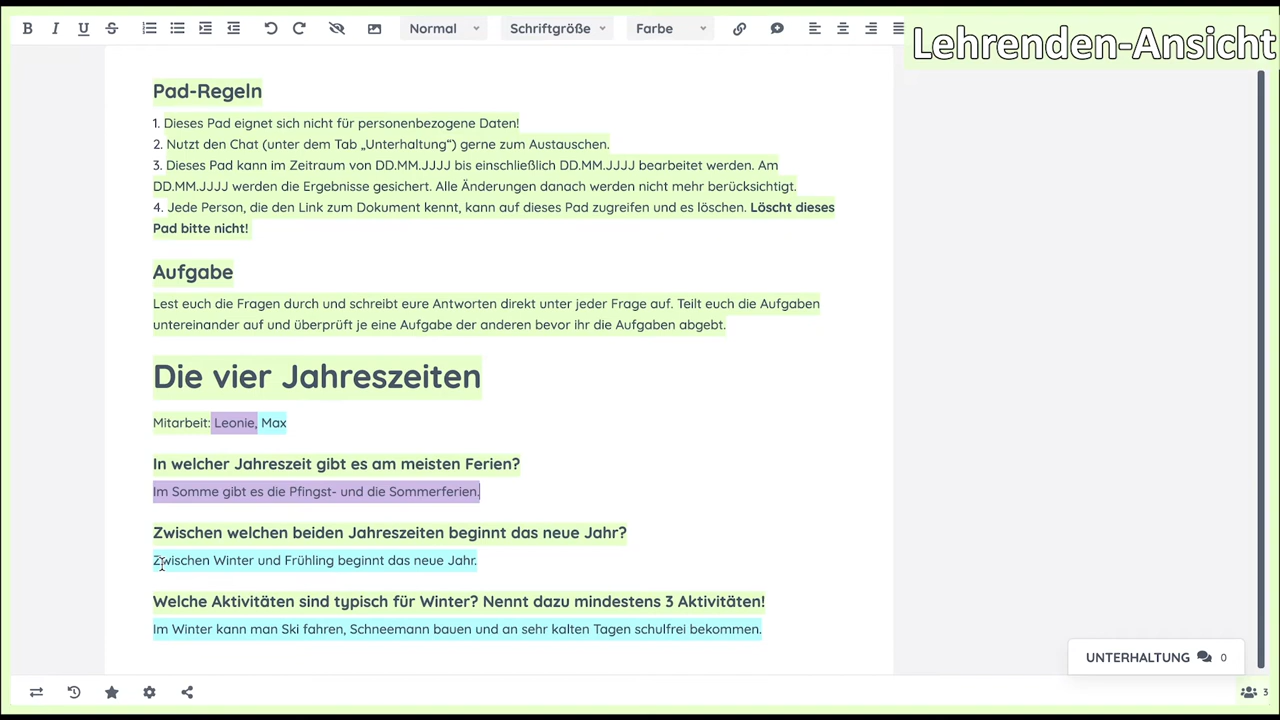 B I U S Normal Schriftgröße Farbe
Lehrenden-Ansicht
Pad-Regeln
1. Dieses Pad eignet sich nicht für personenbezogene Daten!
2. Nutzt den Chat (unter dem Tab „Unterhaltung“) gerne zum Austauschen.
3. Dieses Pad kann im Zeitraum von DD.MM.JJJJ bis einschließlich DD.MM.JJJJ bearbeitet werden. Am
DD.MM.JJJJ werden die Ergebnisse gesichert. Alle Änderungen danach werden nicht mehr berücksichtigt.
4. Jede Person, die den Link zum Dokument kennt, kann auf dieses Pad zugreifen und es löschen. Löscht dieses
Pad bitte nicht!
Aufgabe
Lest euch die Fragen durch und schreibt eure Antworten direkt unter jeder Frage auf. Teilt euch die Aufgaben
untereinander auf und überprüft je eine Aufgabe der anderen bevor ihr die Aufgaben abgebt.
Die vier Jahreszeiten
Mitarbeit: Leonie, Max
In welcher Jahreszeit gibt es am meisten Ferien?
Im Somme gibt es die Pfingst- und die Sommerferien.
Zwischen welchen beiden Jahreszeiten beginnt das neue Jahr?
Zwischen Winter und Frühling beginnt das neue Jahr.
Welche Aktivitäten sind typisch für Winter? Nennt dazu mindestens 3 Aktivitäten!
Im Winter kann man Ski fahren, Schneemann bauen und an sehr kalten Tagen schulfrei bekommen.
UNTERHALTUNG 0
3